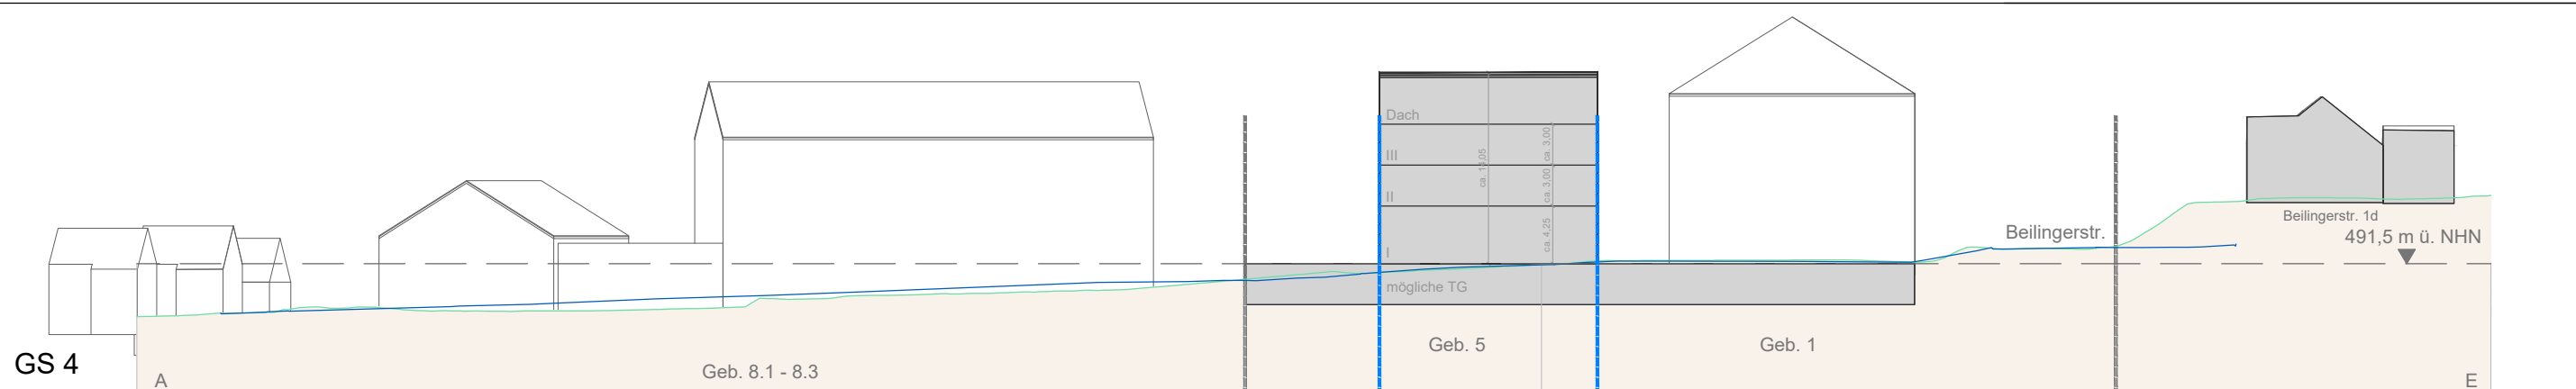 Dach
III
II
I
ca. 3,00
ca. 3,00
ca. 4,25
mögliche TG
Beilingerstr.
Beilingerstr. 1d
491,5 m ü. NHN
Geb. 5
Geb. 1
GS 4
Geb. 8.1 - 8.3
A
E